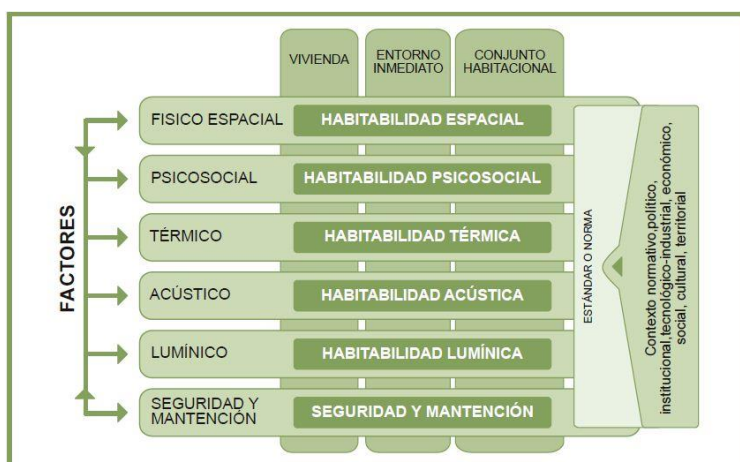 VIVIENDA
ENTORNO
INMEDIATO
CONJUNTO
HABITACIONAL
FACTORES
FISICO ESPACIAL
HABITABILIDAD ESPACIAL
PSICOSOCIAL
HABITABILIDAD PSICOSOCIAL
TÉRMICO
HABITABILIDAD TÉRMICA
ACÚSTICO
HABITABILIDAD ACÚSTICA
LUMÍNICO
HABITABILIDAD LUMÍNICA
SEGURIDAD Y
MANTENCIÓN
SEGURIDAD Y MANTENCIÓN
ESTÁNDAR O NORMA
Contexto normativo,político,
institucional,tecnológico-industrial, económico,
social, cultural, territorial